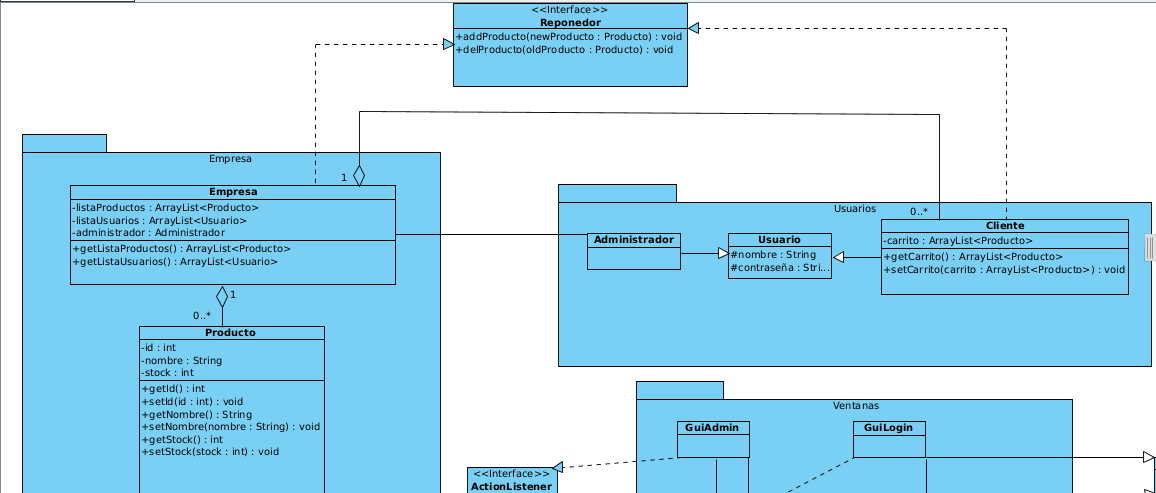 <<Interface>>
Reponedor
+addProducto(newProducto : Producto) : void
+delProducto(oldProducto : Producto) : void
Empresa
1
Empresa
-listaProductos : ArrayList<Producto>
-listaUsuarios : ArrayList<Usuario>
-administrador : Administrador
+getListaProductos() : ArrayList<Producto>
+getListaUsuarios() : ArrayList<Usuario>
1
0..*
Producto
-id : int
-nombre : String
-stock : int
+getId() : int
+setId(id : int) : void
+getNombre() : String
+setNombre(nombre : String) : void
+getStock() : int
+setStock(stock : int) : void
Usuarios
0..*
Administrador
Usuario
#nombre : String
#contraseña : Stri...
Cliente
-carrito : ArrayList<Producto>
+getCarrito() : ArrayList<Producto>
+setCarrito(carrito : ArrayList<Producto>) : void
Ventanas
GuiAdmin
GuiLogin
<<Interface>>
ActionListener